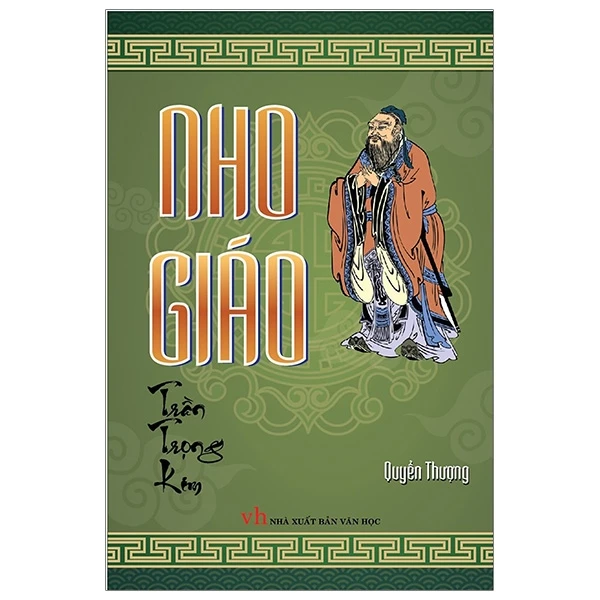 NHO
GIÁO
Trần
Trọng
Kim
Quyển Thượng
vh NHÀ XUẤT BẢN VĂN HỌC